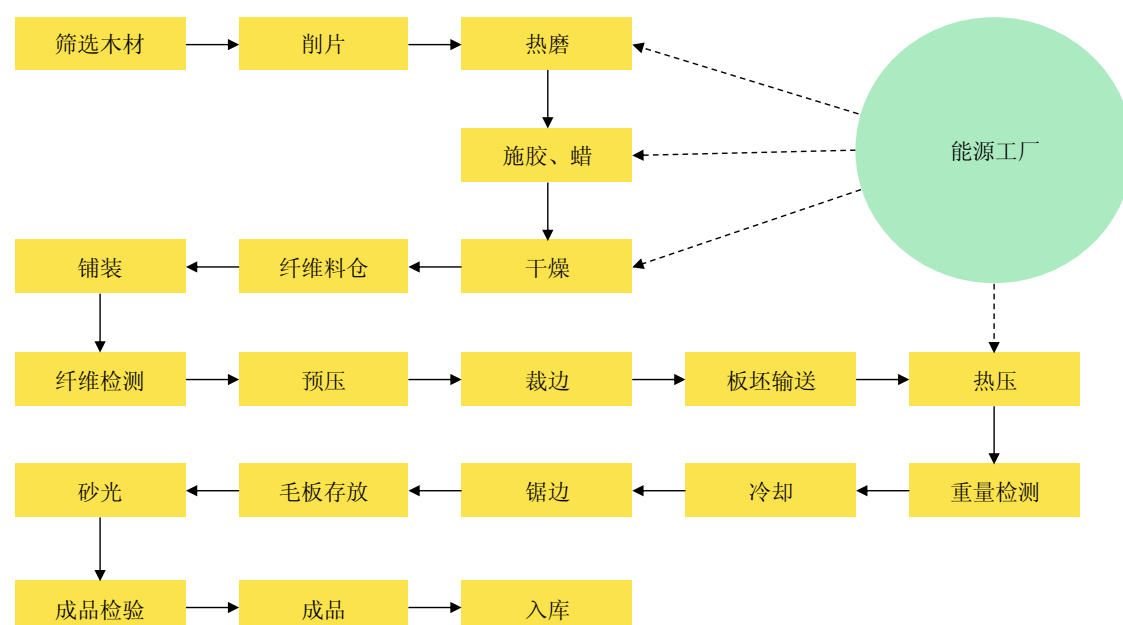 筛选木材
削片
热磨
能源工厂
施胶、蜡
铺装
纤维料仓
干燥
纤维检测
预压
裁边
板坯输送
热压
砂光
毛板存放
锯边
冷却
重量检测
成品检验
成品
入库